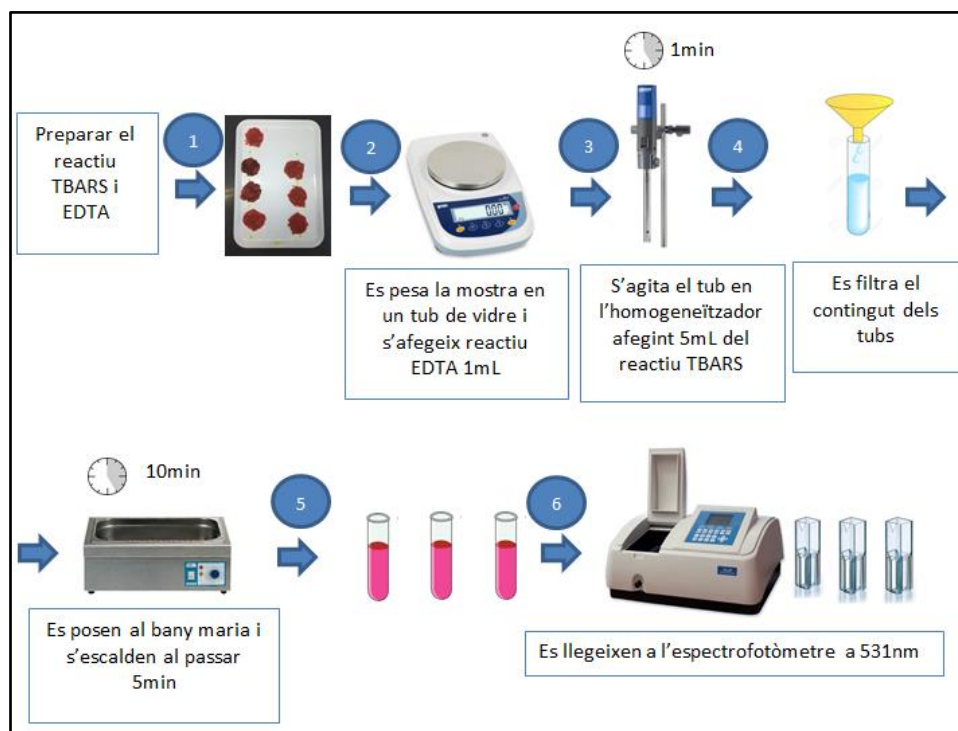 1min
Preparar el
reactiu
TBARS i
EDTA
1
2
3
4
0.00
Es pesa la mostra en
un tub de vidre i
s'afegeix reactiu
EDTA 1mL
S'agita el tub en
l'homogeneïtzador
afegint 5mL del
reactiu TBARS
Es filtra el
contingut dels
tubs
10min
5
6
Es posen al bany maria i
s'escalden al passar
5min
Es llegeixen a l'espectrofotòmetre a 531nm